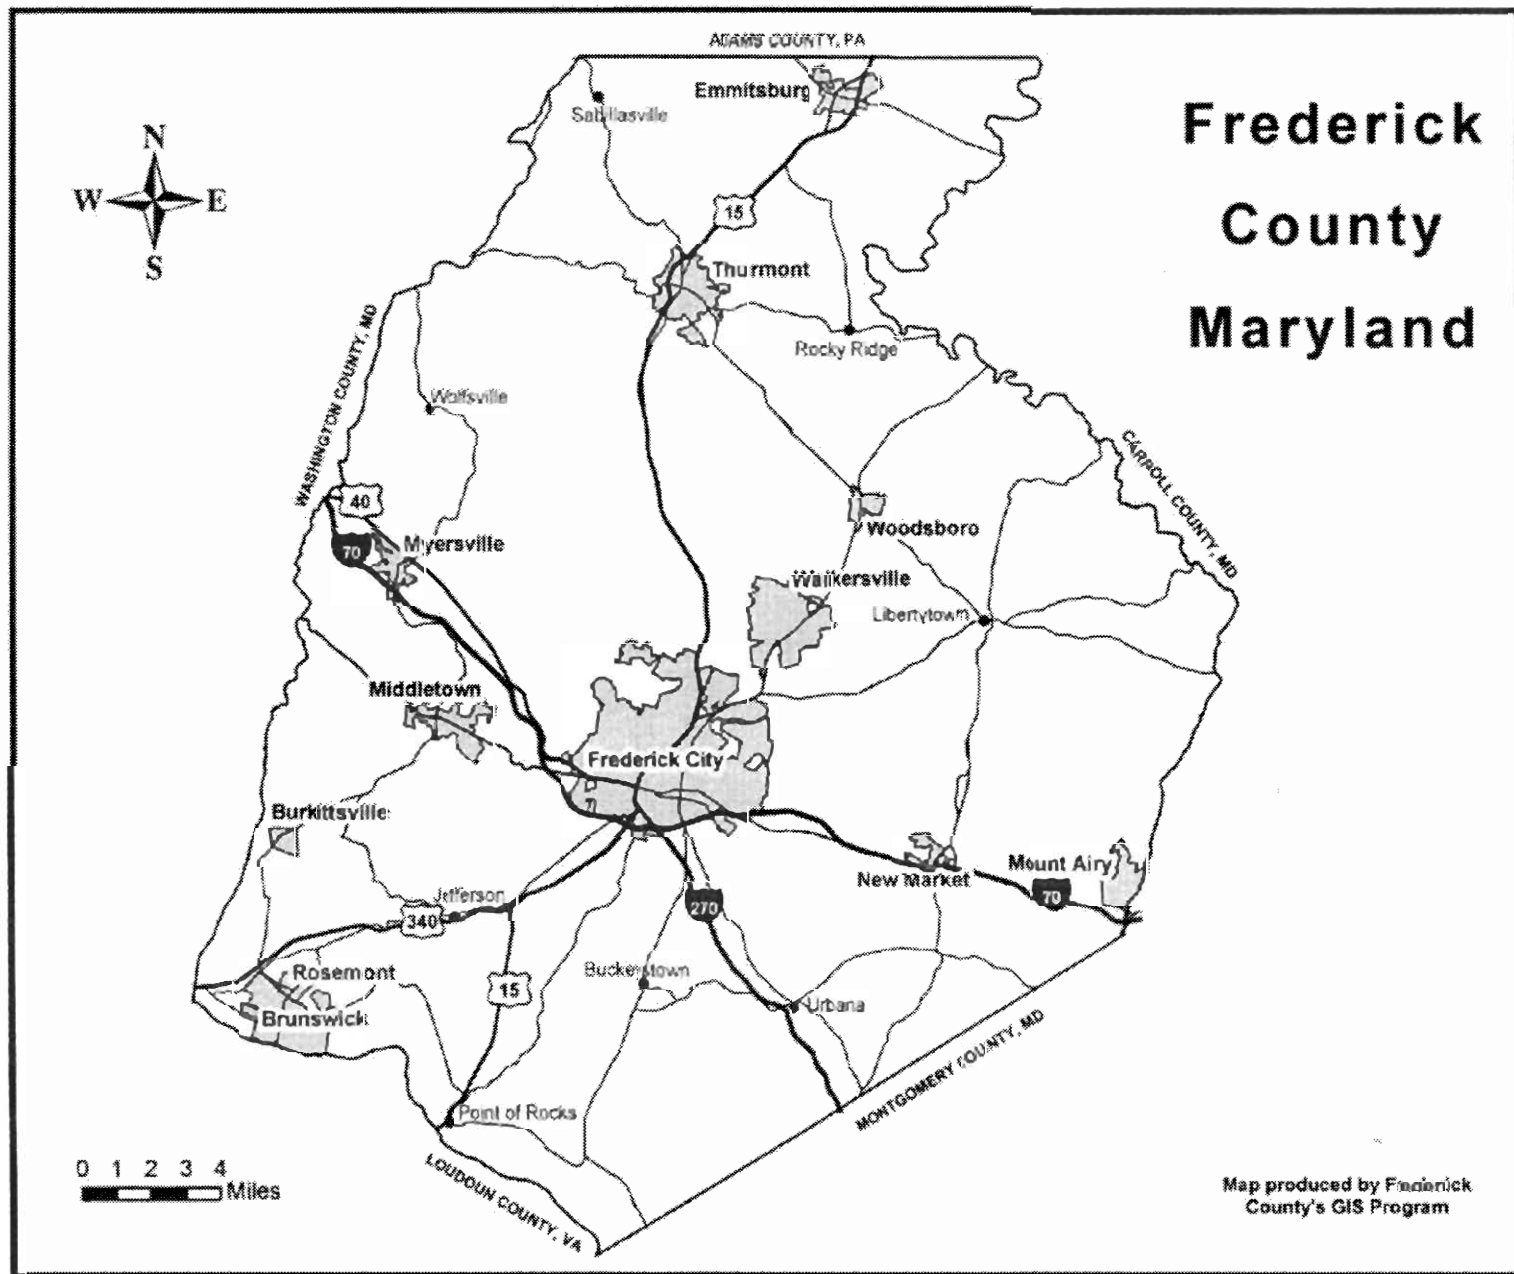 ADAMS COUNTY, PA
Emmitsburg
Frederick
County
Maryland
Sabillasville
N
W E
S
15
Thurmont
Rocky Ridge
WASHINGTON COUNTY, MD
Wolfsville
CARROLL COUNTY, MD
40
70
Myersville
Woodsboro
Walkersville
Libertytown
Middletown
Frederick City
Burkittsville
New Market
Mount Airy
70
Jefferson
340
270
Rosemont
15
Buckeystown
Urbana
Brunswick
MONTGOMERY COUNTY, MD
Point of Rocks
LOUDOUN COUNTY, VA
0 1 2 3 4
Miles
Map produced by Frederick
County's GIS Program